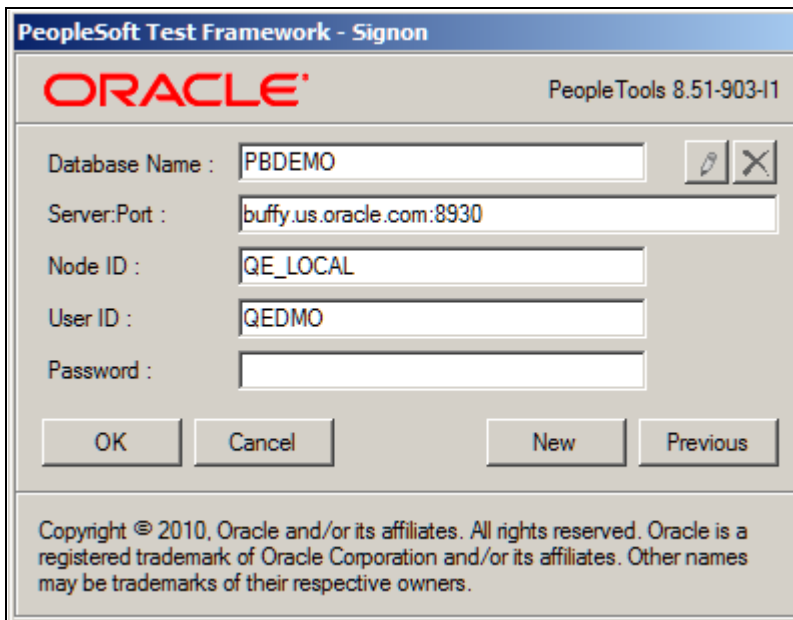 PeopleSoft Test Framework - Signon
ORACLE® PeopleTools 8.51-903-I1
Database Name : PBDEMO
Server:Port : buffy.us.oracle.com:8930
Node ID : QE_LOCAL
User ID : QEDMO
Password :
OK Cancel New Previous
Copyright © 2010, Oracle and/or its affiliates. All rights reserved. Oracle is a
registered trademark of Oracle Corporation and/or its affiliates. Other names
may be trademarks of their respective owners.